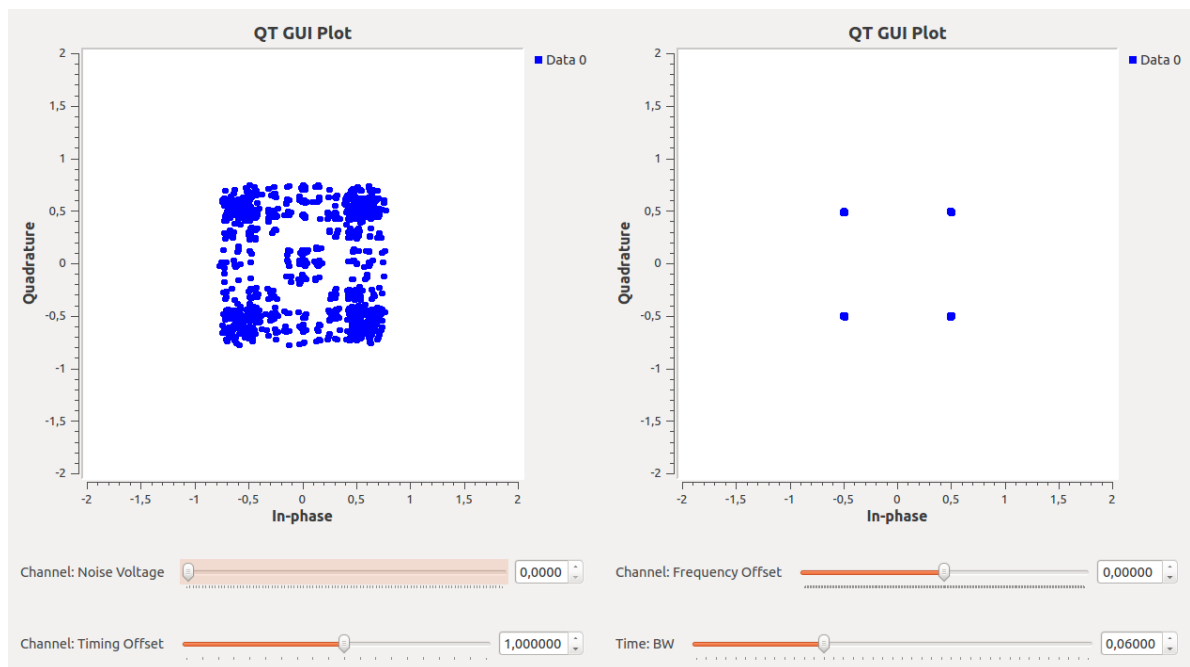 QT GUI Plot
Data 0
Quadrature
2
1,5
1
0,5
0
-0,5
-1
-1,5
-2
-2 -1,5 -1 -0,5 0 0,5 1 1,5 2
In-phase
QT GUI Plot
Data 0
Quadrature
2
1,5
1
0,5
0
-0,5
-1
-1,5
-2
-2 -1,5 -1 -0,5 0 0,5 1 1,5 2
In-phase
Channel: Noise Voltage 0,0000
Channel: Frequency Offset 0,00000
Channel: Timing Offset 1,000000
Time: BW 0,06000